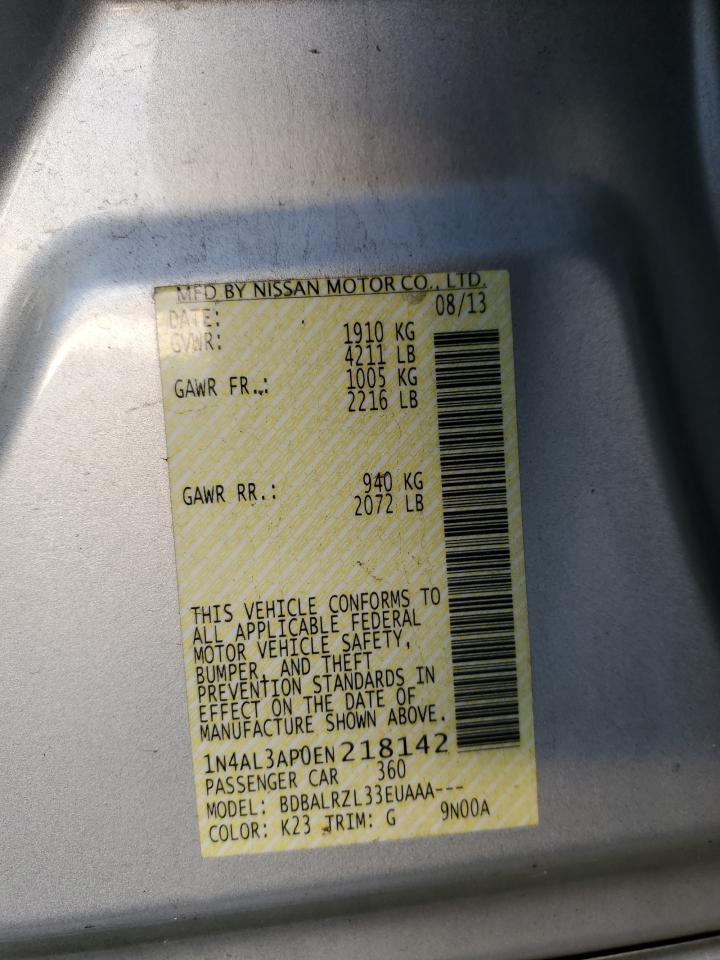 MFD BY NISSAN MOTOR CO., LTD.
DATE: 08/13
GVWR: 1910 KG
4211 LB
GAWR FR..: 1005 KG
2216 LB
GAWR RR.: 940 KG
2072 LB
THIS VEHICLE CONFORMS TO
ALL APPLICABLE FEDERAL
MOTOR VEHICLE SAFETY,
BUMPER, AND THEFT
PREVENTION STANDARDS IN
EFFECT ON THE DATE OF
MANUFACTURE SHOWN ABOVE.
1N4AL3AP0EN218142
PASSENGER CAR 360
MODEL: BDBALRZL33EUAAA---
COLOR: K23 TRIM: G 9N00A